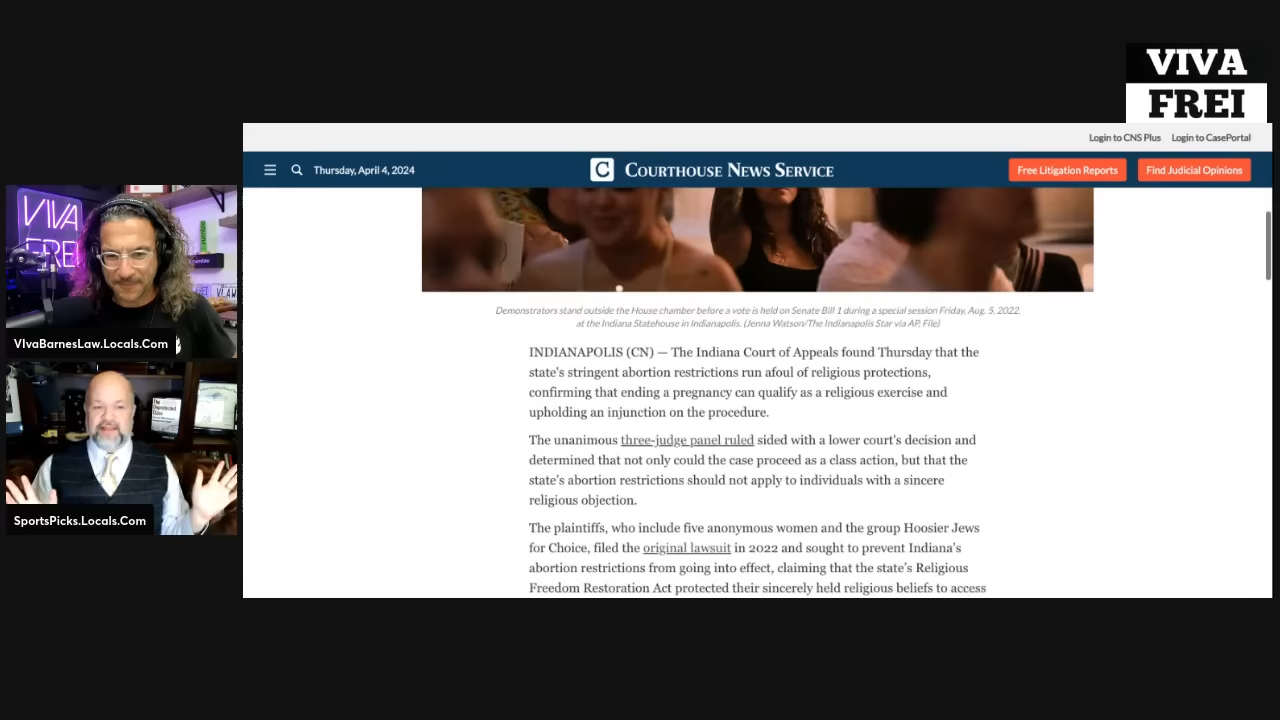 VIVA
FREI
Login to CNS Plus Login to CasePortal
Thursday, April 4, 2024
C
COURTHOUSE NEWS SERVICE
Free Litigation Reports
Find Judicial Opinions
VIVA
FREI
rumble
VIvaBarnesLaw.Locals.Com
SportsPicks.Locals.Com
Demonstrators stand outside the House chamber before a vote is held on Senate Bill 1 during a special session Friday, Aug. 5, 2022,
at the Indiana Statehouse in Indianapolis. (Jenna Watson/The Indianapolis Star via AP, File)
INDIANAPOLIS (CN) — The Indiana Court of Appeals found Thursday that the
state's stringent abortion restrictions run afoul of religious protections,
confirming that ending a pregnancy can qualify as a religious exercise and
upholding an injunction on the procedure.
The unanimous three-judge panel ruled sided with a lower court's decision and
determined that not only could the case proceed as a class action, but that the
state's abortion restrictions should not apply to individuals with a sincere
religious objection.
The plaintiffs, who include five anonymous women and the group Hoosier Jews
for Choice, filed the original lawsuit in 2022 and sought to prevent Indiana's
abortion restrictions from going into effect, claiming that the state's Religious
Freedom Restoration Act protected their sincerely held religious beliefs to access